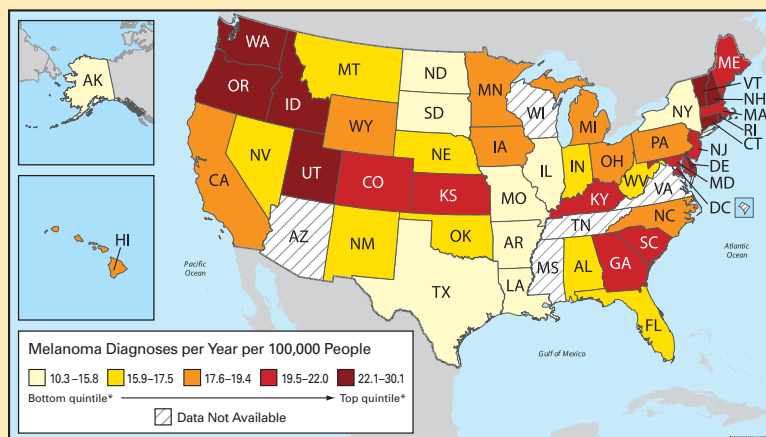 AK
HI
WA
OR
ID
MT
WY
NV
UT
CA
AZ
CO
NM
ND
SD
NE
KS
OK
TX
MN
IA
MO
AR
LA
WI
IL
MI
IN
OH
KY
TN
MS
AL
GA
FL
SC
NC
VA
WV
PA
NY
ME
VT
NH
MA
RI
CT
NJ
DE
MD
DC
Pacific
Ocean
Atlantic
Ocean
Gulf of Mexico
Melanoma Diagnoses per Year per 100,000 People
10.3–15.8 15.9–17.5 17.6–19.4 19.5–22.0 22.1–30.1
Bottom quintile* Top quintile*
Data Not Available